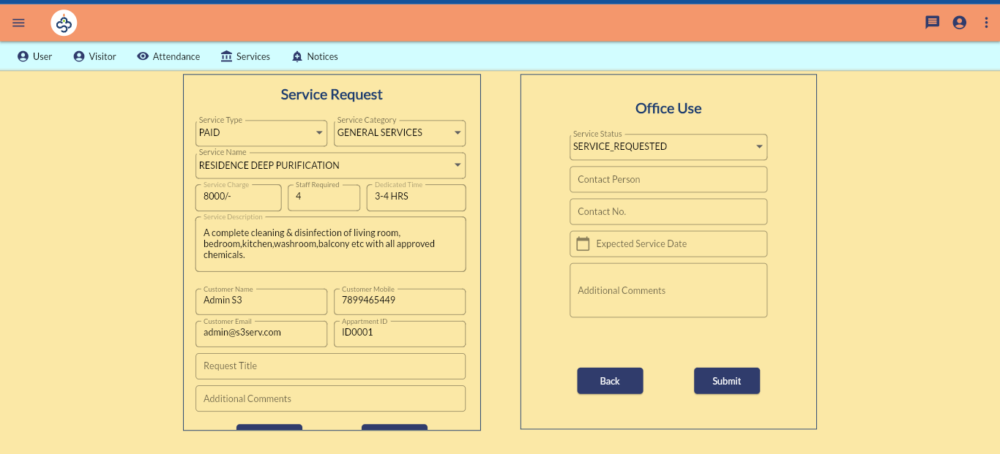 User Visitor Attendance Services Notices
Service Request
Service Type
PAID
Service Category
GENERAL SERVICES
Service Name
RESIDENCE DEEP PURIFICATION
Service Charge
8000/-
Staff Required
4
Dedicated Time
3-4 HRS
Service Description
A complete cleaning & disinfection of living room,
bedroom,kitchen,washroom,balcony etc with all approved
chemicals.
Customer Name
Admin S3
Customer Mobile
7899465449
Customer Email
admin@s3serv.com
Appartment ID
ID0001
Request Title
Additional Comments
Office Use
Service Status
SERVICE_REQUESTED
Contact Person
Contact No.
Expected Service Date
Additional Comments
Back Submit